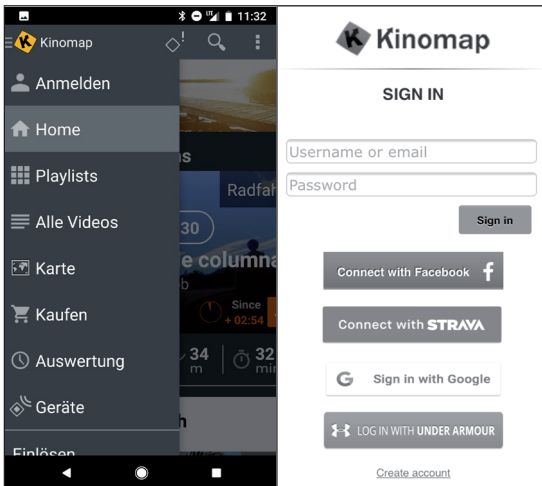 11:32
Kinomap
Anmelden
Home
Playlists
Alle Videos
Karte
Kaufen
Auswertung
Geräte
Einlösen
Radfah
30
e columna
Since
+ 02:54
34
m
32
min
Kinomap
SIGN IN
Username or email
Password
Sign in
Connect with Facebook
Connect with STRAVA
Sign in with Google
LOG IN WITH UNDER ARMOUR
Create account